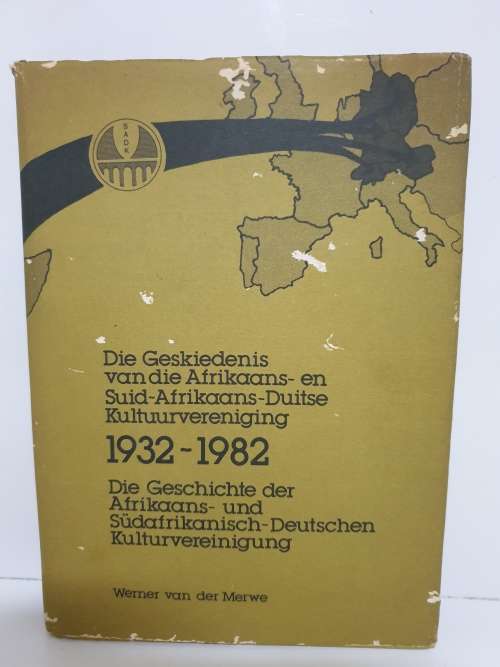 SADK
Die Geskiedenis
van die Afrikaans- en
Suid-Afrikaans-Duitse
Kultuurvereniging
1932-1982
Die Geschichte der
Afrikaans- und
Südafrikanisch-Deutschen
Kulturvereinigung
Werner van der Merwe